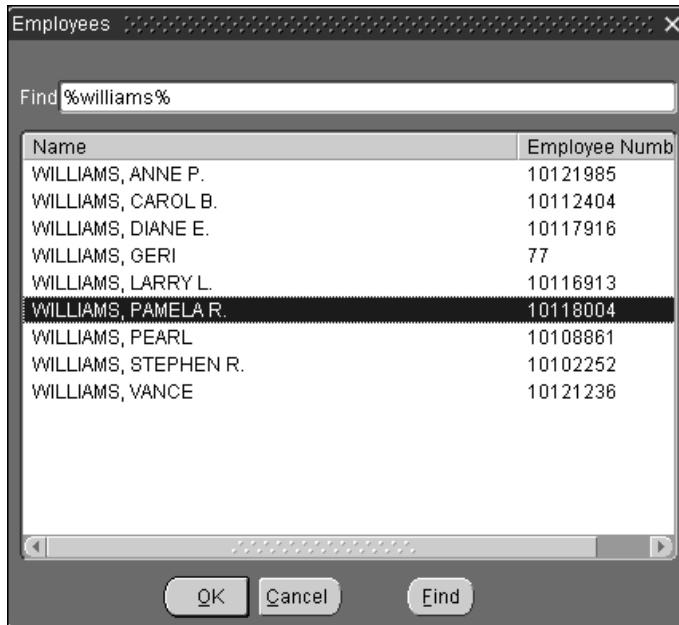 Employees
Find %williams%
Name Employee Numb
WILLIAMS, ANNE P. 10121985
WILLIAMS, CAROL B. 10112404
WILLIAMS, DIANE E. 10117916
WILLIAMS, GERI 77
WILLIAMS, LARRY L. 10116913
WILLIAMS, PAMELA R. 10118004
WILLIAMS, PEARL 10108861
WILLIAMS, STEPHEN R. 10102252
WILLIAMS, VANCE 10121236
OK Cancel Find